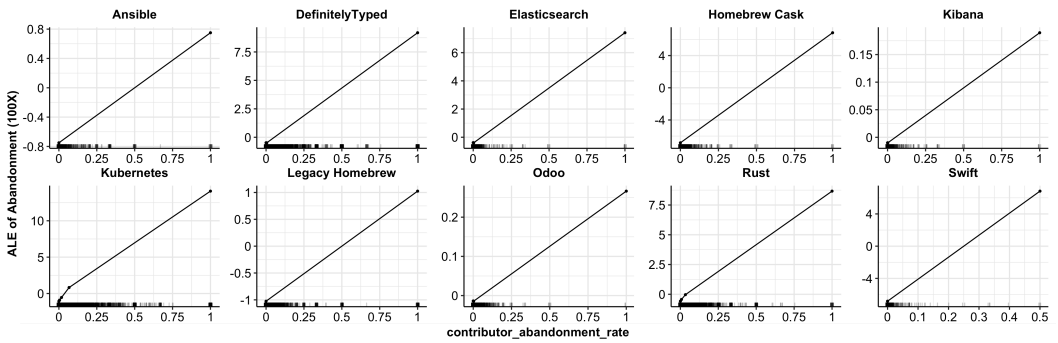 Ansible DefinitelyTyped Elasticsearch Homebrew Cask Kibana
0.8 0.4 0 -0.4 -0.8
7.5 5 2.5 0
6 4 2 0
4 0 -4
0.15 0.1 0.05 0
0 0.25 0.5 0.75 1 0 0.25 0.5 0.75 1 0 0.25 0.5 0.75 1 0 0.25 0.5 0.75 1 0 0.25 0.5 0.75 1
Kubernetes Legacy Homebrew Odoo Rust Swift
10 5 0
1 0.5 0 -0.5 -1
0.2 0.1 0
7.5 5 2.5 0
4 0 -4
0 0.25 0.5 0.75 1 0 0.25 0.5 0.75 1 0 0.25 0.5 0.75 1 0 0.25 0.5 0.75 1 0 0.1 0.2 0.3 0.4 0.5
ALE of Abandonment (100X)
contributor_abandonment_rate